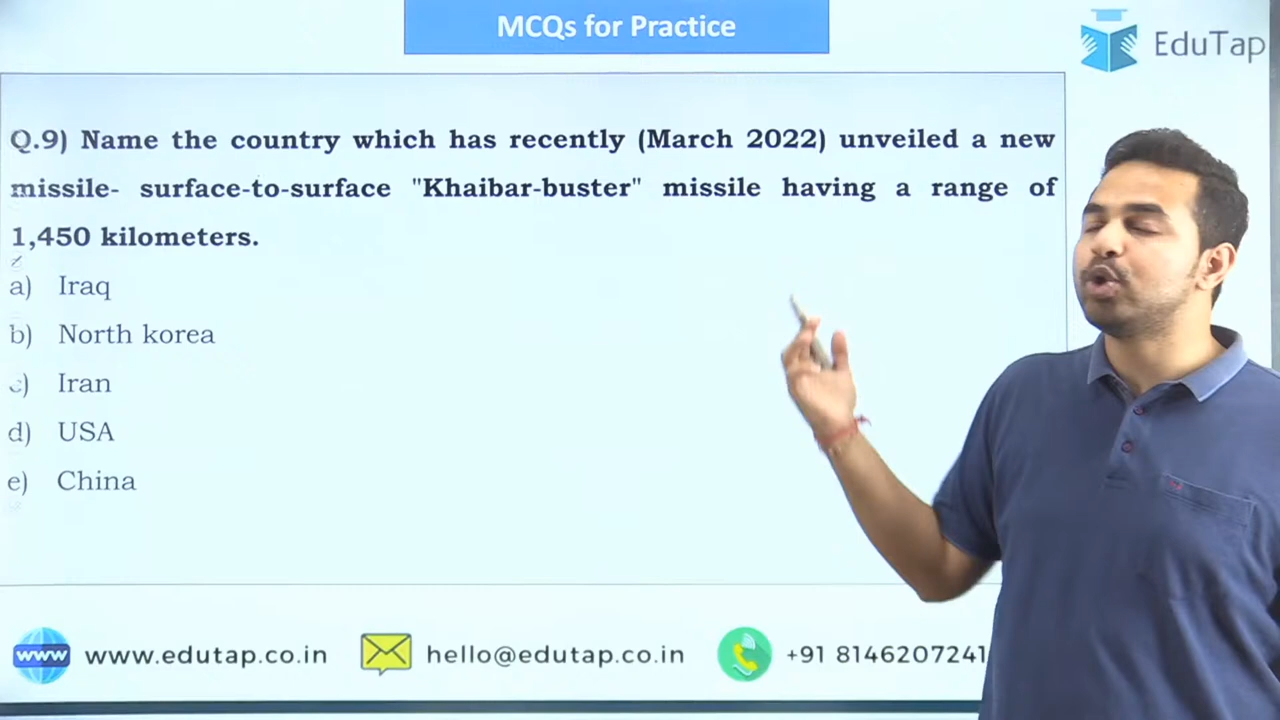 MCQs for Practice
EduTap
Q.9) Name the country which has recently (March 2022) unveiled a new
missile- surface-to-surface "Khaibar-buster" missile having a range of
1,450 kilometers.
a) Iraq
b) North korea
c) Iran
d) USA
e) China
www
www.edutap.co.in
hello@edutap.co.in
+91 8146207241